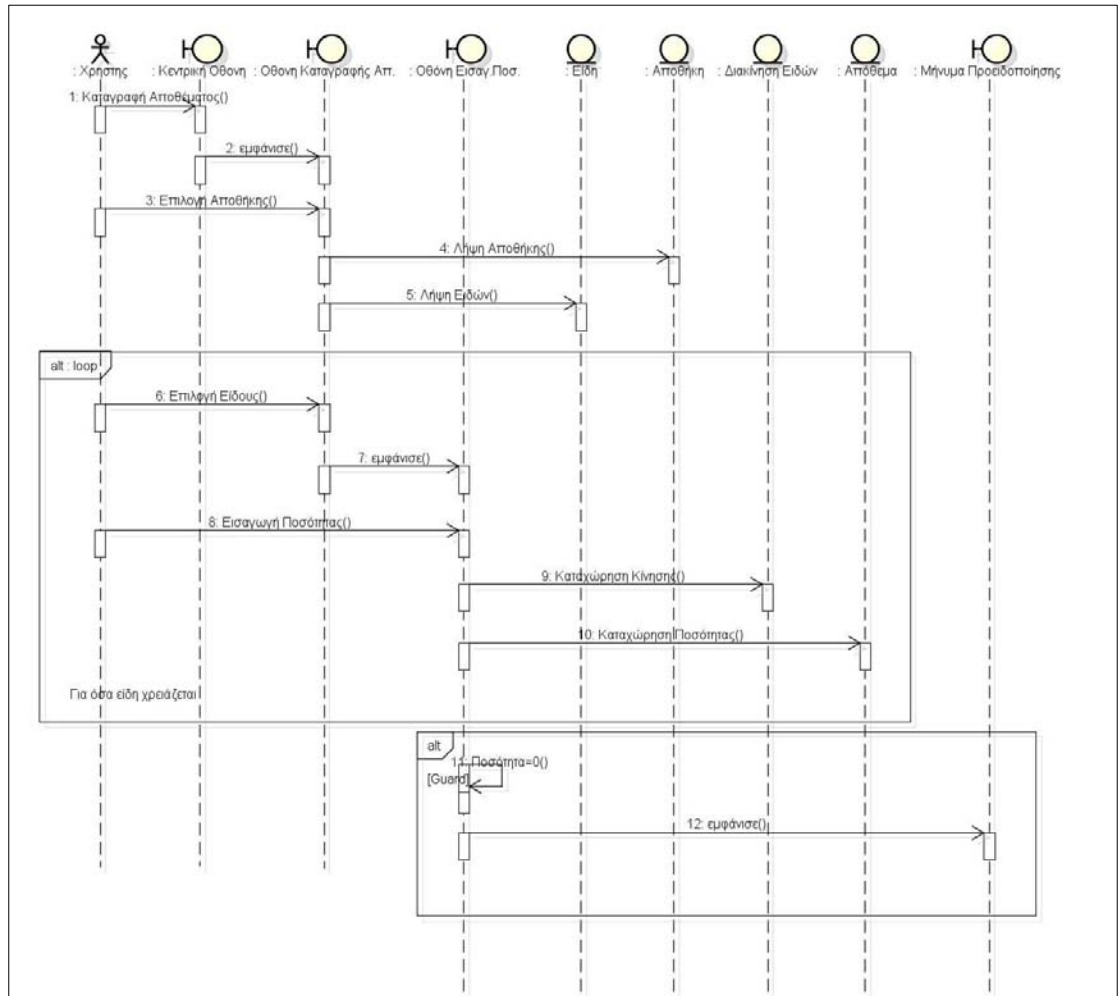 : Χρήστης : Κεντρική Οθονη : Οθονη Καταγραφής Απ. : Οθόνη Εισαγ.Ποσ. : Είδη : Αποθήκη : Διακίνηση Ειδών : Απόθεμα : Μήνυμα Προειδοποίησης
1: Καταγραφή Αποθέματος()
2: εμφάνισε()
3: Επιλογή Αποθήκης()
4: Λήψη Αποθήκης()
5: Λήψη Ειδών()
alt : loop
6: Επιλογή Είδους()
7: εμφάνισε()
8: Εισαγωγή Ποσότητας()
9: Καταχώρηση Κίνησης()
10: Καταχώρηση Ποσότητας()
Για όσα είδη χρειάζεται
alt
11: Ποσότητα=0()
[Guard]
12: εμφάνισε()